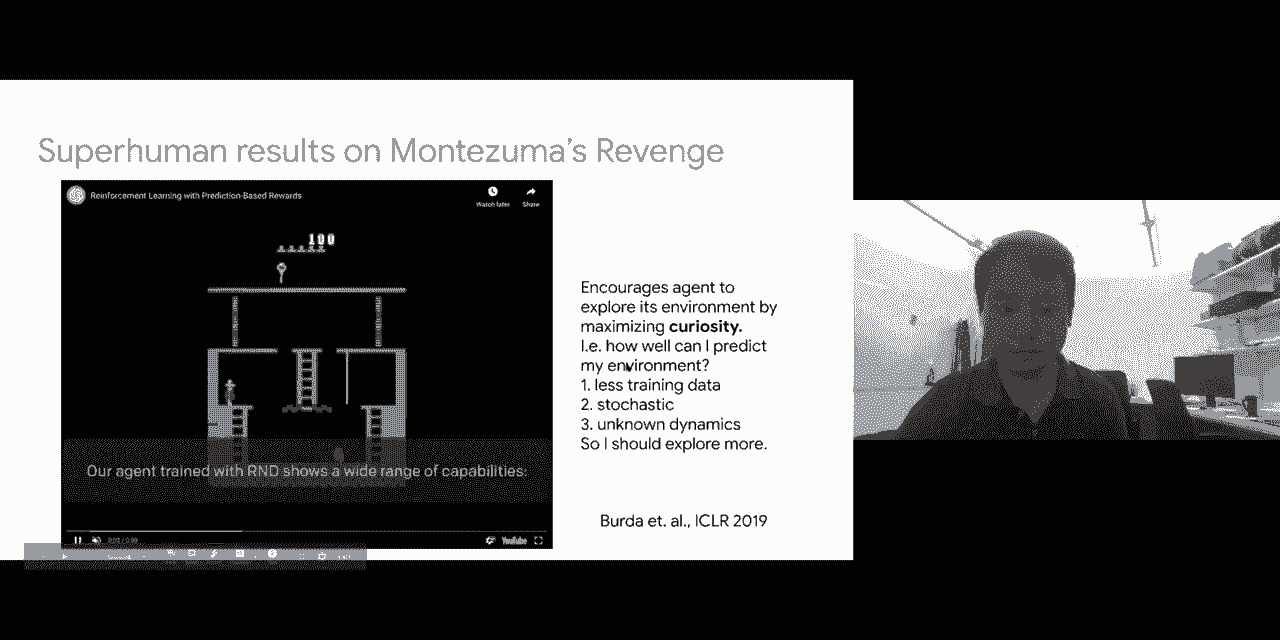 Superhuman results on Montezuma's Revenge
Reinforcement Learning with Prediction-Based Rewards
Watch later
Share
100
Our agent trained with RND shows a wide range of capabilities:
YouTube
Encourages agent to
explore its environment by
maximizing curiosity.
I.e. how well can I predict
my environment?
1. less training data
2. stochastic
3. unknown dynamics
So I should explore more.
Burda et. al., ICLR 2019